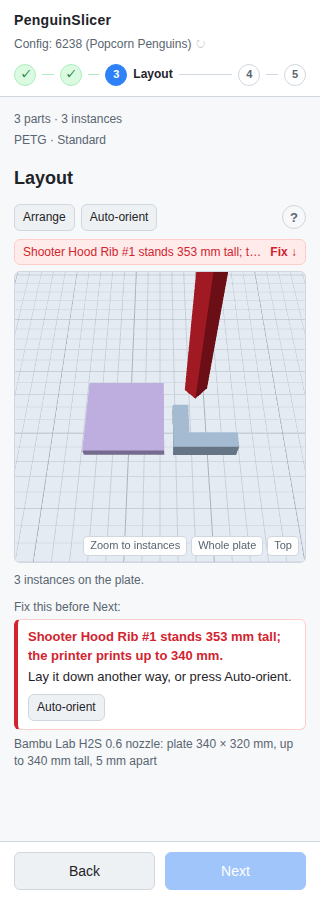 PenguinSlicer
Config: 6238 (Popcorn Penguins)
✓ ✓ 3 Layout 4 5
3 parts · 3 instances
PETG · Standard
Layout
Arrange Auto-orient ?
Shooter Hood Rib #1 stands 353 mm tall; t… Fix ↓
Zoom to instances Whole plate Top
3 instances on the plate.
Fix this before Next:
Shooter Hood Rib #1 stands 353 mm tall;
the printer prints up to 340 mm.
Lay it down another way, or press Auto-orient.
Auto-orient
Bambu Lab H2S 0.6 nozzle: plate 340 × 320 mm, up
to 340 mm tall, 5 mm apart
Back Next